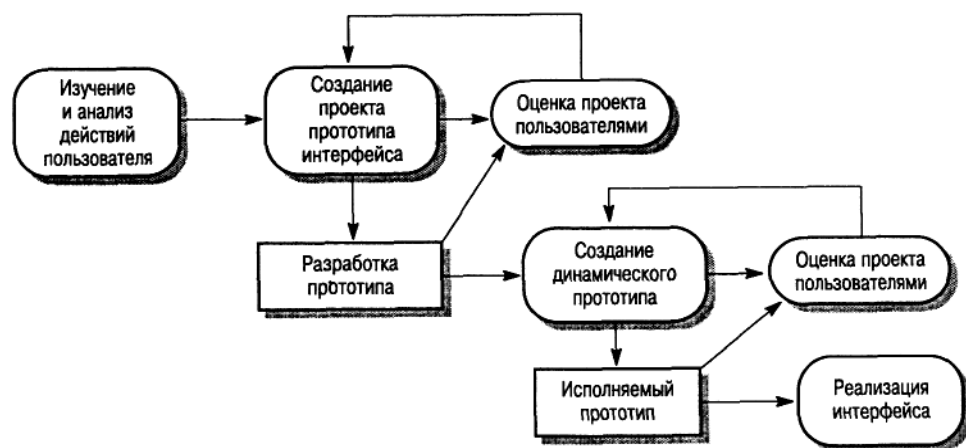 Изучение
и анализ
действий
пользователя
Создание
проекта
прототипа
интерфейса
Оценка проекта
пользователями
Разработка
прототипа
Создание
динамического
прототипа
Оценка проекта
пользователями
Исполняемый
прототип
Реализация
интерфейса